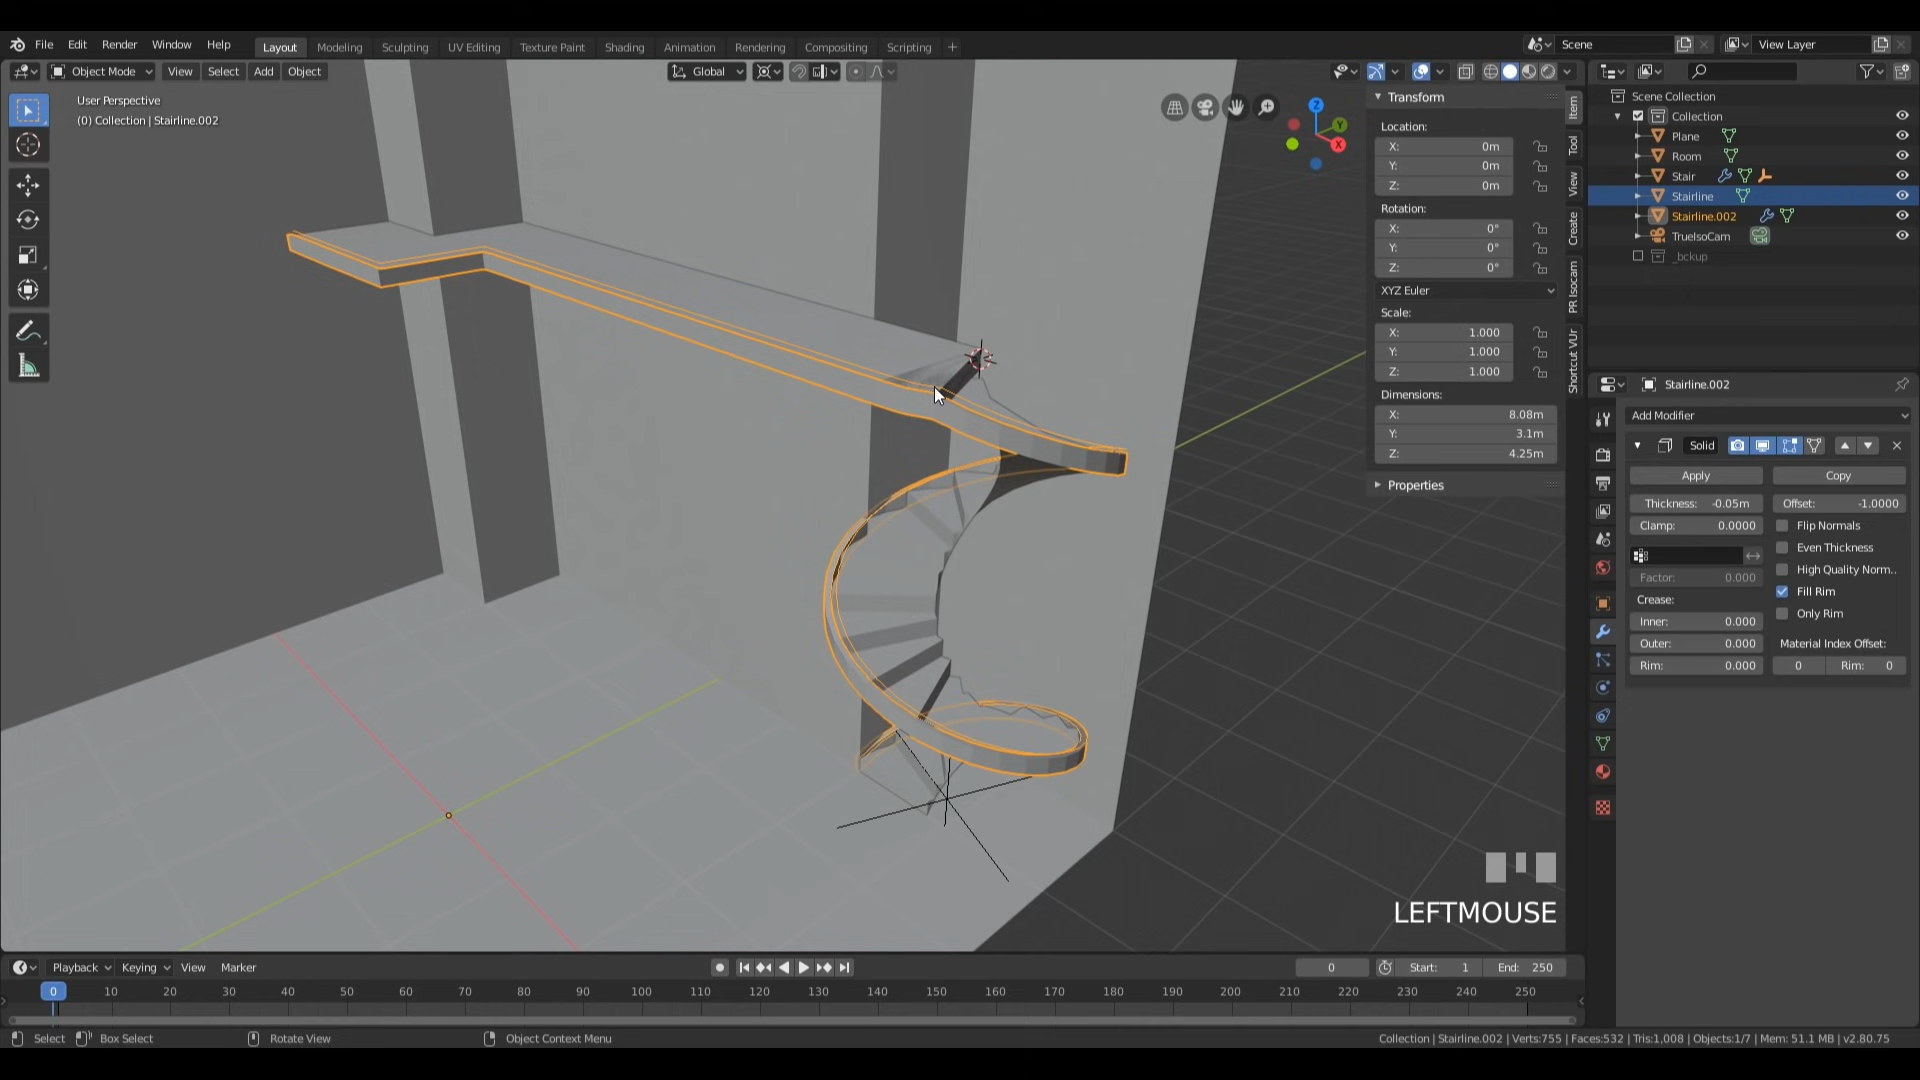 File Edit Render Window Help Layout Modeling Sculpting UV Editing Texture Paint Shading Animation Rendering Compositing Scripting + Scene View Layer
Object Mode View Select Add Object Global
User Perspective
(0) Collection | Stairline.002
Transform
Location:
X: 0m
Y: 0m
Z: 0m
Rotation:
X: 0°
Y: 0°
Z: 0°
XYZ Euler
Scale:
X: 1.000
Y: 1.000
Z: 1.000
Dimensions:
X: 8.08m
Y: 3.1m
Z: 4.25m
Properties
Item
Tool
View
Create
PR Isocam
Shortcut VUr
Scene Collection
Collection
Plane
Room
Stair
Stairline
Stairline.002
TrueIsoCam
_bckup
Stairline.002
Add Modifier
Solid
Apply Copy
Thickness: -0.05m Offset: -1.0000
Clamp: 0.0000 Flip Normals
Even Thickness
Factor: 0.000 High Quality Norm..
Crease: Fill Rim
Inner: 0.000 Only Rim
Outer: 0.000 Material Index Offset:
Rim: 0.000 0 Rim: 0
LEFTMOUSE
Playback Keying View Marker 0 Start: 1 End: 250
0 10 20 30 40 50 60 70 80 90 100 110 120 130 140 150 160 170 180 190 200 210 220 230 240 250
Select Box Select Rotate View Object Context Menu Collection | Stairline.002 | Verts:755 | Faces:532 | Tris:1,008 | Objects:1/7 | Mem: 51.1 MB | v2.80.75